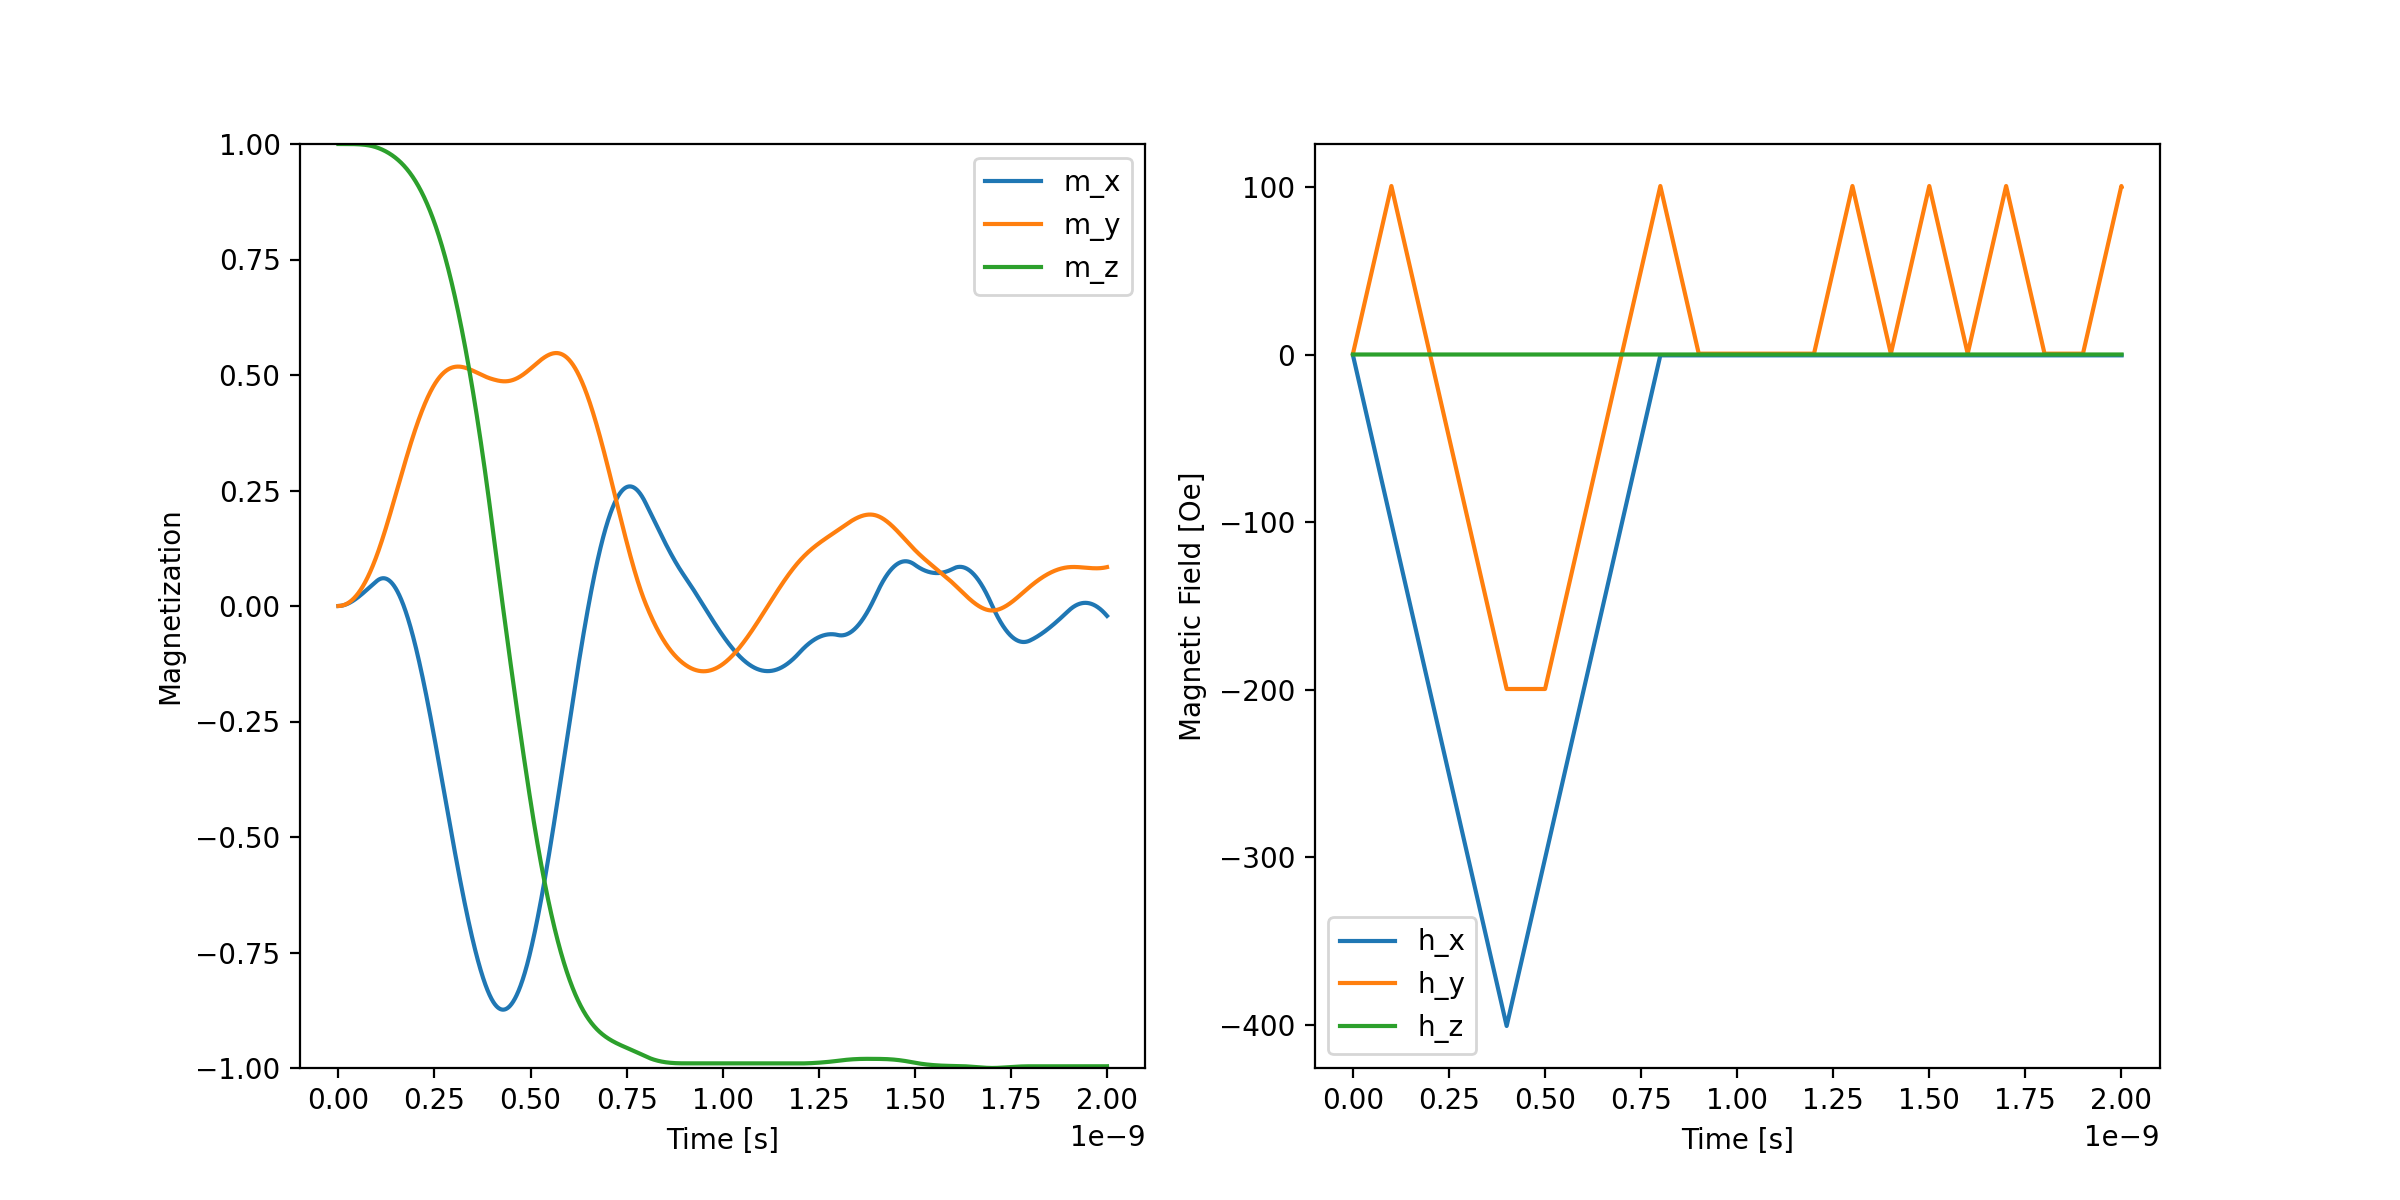 1.00
0.75
0.50
0.25
0.00
−0.25
−0.50
−0.75
−1.00
Magnetization
m_x
m_y
m_z
0.00 0.25 0.50 0.75 1.00 1.25 1.50 1.75 2.00
Time [s]
1e−9
100
0
−100
−200
−300
−400
Magnetic Field [Oe]
h_x
h_y
h_z
0.00 0.25 0.50 0.75 1.00 1.25 1.50 1.75 2.00
Time [s]
1e−9